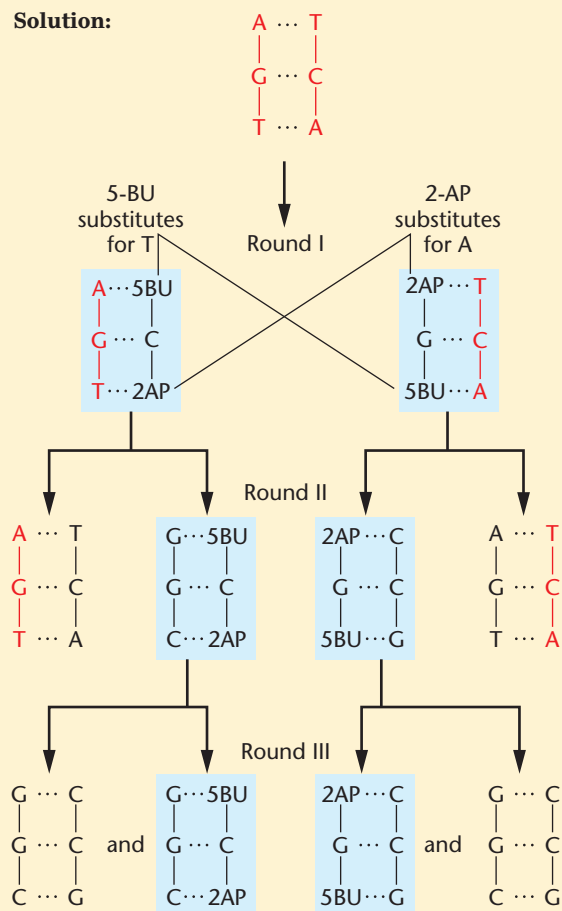 Solution:
A ··· T
G ··· C
T ··· A
5-BU
substitutes
for T
2-AP
substitutes
for A
Round I
A···5BU 2AP···T
G··· C G ··· C
T···2AP 5BU···A
Round II
A ··· T G···5BU 2AP···C A ··· T
G ··· C G··· C G ··· C G ··· C
T ··· A C···2AP 5BU···G T ··· A
Round III
G ··· C G···5BU 2AP···C G ··· C
G ··· C and G··· C G ··· C and G ··· C
C ··· G C···2AP 5BU···G C ··· G